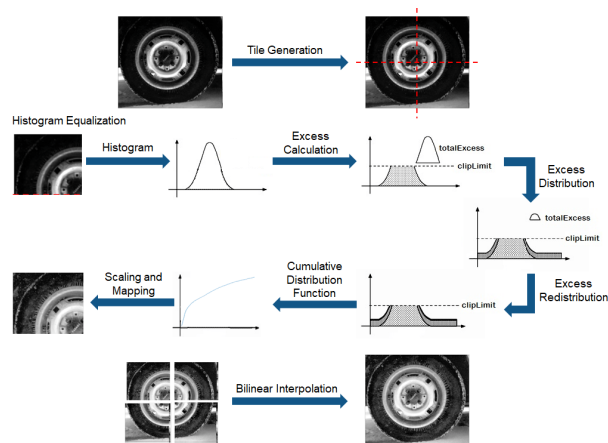 Tile Generation
Histogram Equalization
Histogram
Excess
Calculation
totalExcess
clipLimit
Excess
Distribution
totalExcess
clipLimit
Excess
Redistribution
clipLimit
Cumulative
Distribution
Function
Scaling and
Mapping
Bilinear Interpolation